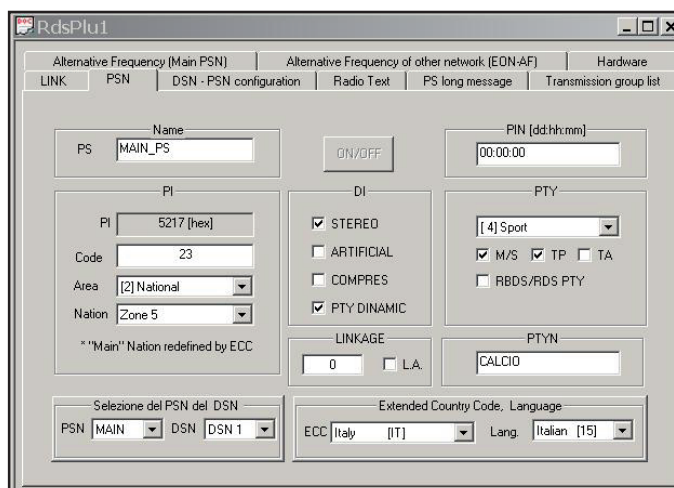 RdsPlu1
Alternative Frequency (Main PSN) Alternative Frequency of other network (EON-AF) Hardware
LINK PSN DSN - PSN configuration Radio Text PS long message Transmission group list
Name
PS MAIN_PS
ON/OFF
PIN [dd:hh:mm]
00:00:00
PI
PI 5217 [hex]
Code 23
Area [2] National
Nation Zone 5
* "Main" Nation redefined by ECC
DI
STEREO
ARTIFICIAL
COMPRES
PTY DINAMIC
PTY
[ 4] Sport
M/S TP TA
RBDS/RDS PTY
LINKAGE
0 L.A.
PTYN
CALCIO
Selezione del PSN del DSN
PSN MAIN DSN DSN 1
Extended Country Code, Language
ECC Italy [IT] Lang. Italian [15]